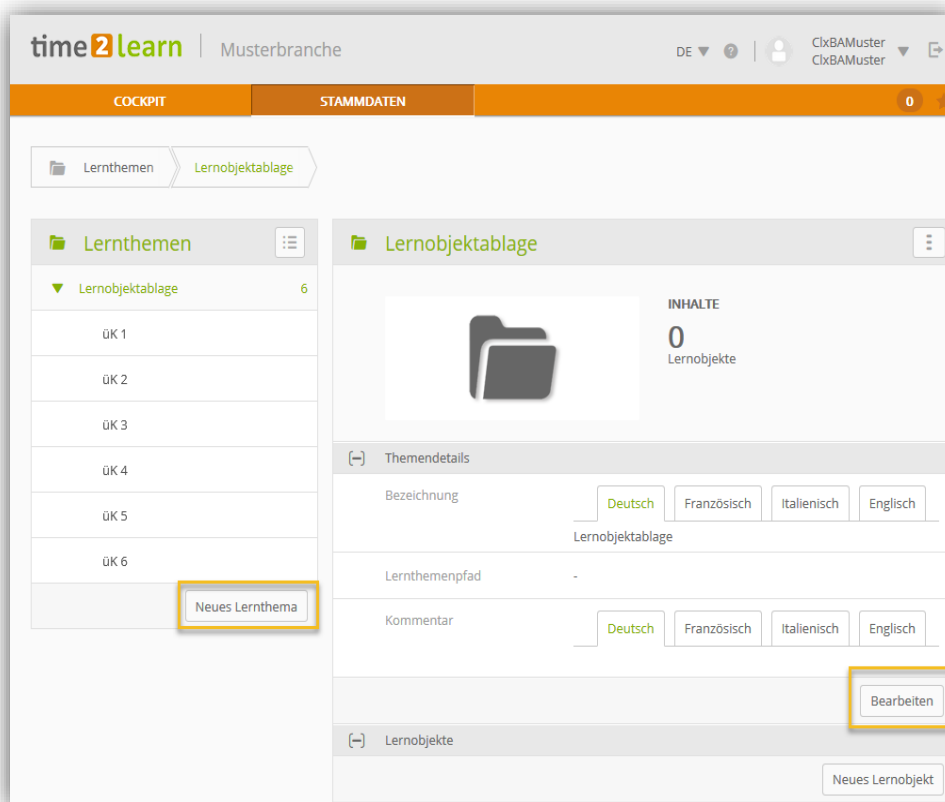 time2learn Musterbranche
DE ▼ ? ClxBAMuster
ClxBAMuster ▼
COCKPIT STAMMDATEN 0
Lernthemen Lernobjektablage
Lernthemen
Lernobjektablage 6
üK 1
üK 2
üK 3
üK 4
üK 5
üK 6
Neues Lernthema
Lernobjektablage
INHALTE
0
Lernobjekte
Themendetails
Bezeichnung Deutsch Französisch Italienisch Englisch
Lernobjektablage
Lernthemenpfad -
Kommentar Deutsch Französisch Italienisch Englisch
Bearbeiten
Lernobjekte
Neues Lernobjekt